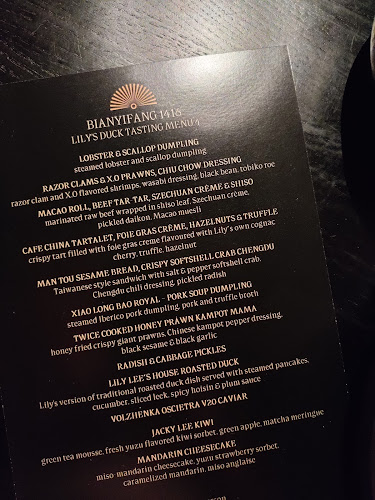 BIANYIFANG 1416
LILY'S DUCK TASTING MENU
LOBSTER & SCALLOP DUMPLING
steamed lobster and scallop dumpling
RAZOR CLAMS & X.O PRAWNS, CHIU CHOW DRESSING
razor clam and X.O flavored shrimps, wasabi dressing, black bean, tobiko roe
MACAO ROLL, BEEF TAR-TAR, SZECHUAN CRÈME & SHISO
marinated raw beef wrapped in shiso leaf, Szechuan crème,
pickled daikon, Macao muesli
CAFE CHINA TARTALET, FOIE GRAS CRÈME, HAZELNUTS & TRUFFLE
crispy tart filled with foie gras creme flavoured with Lily's own cognac
cherry, truffle, hazelnut
MAN TOU SESAME BREAD, CRISPY SOFTSHELL CRAB CHENGDU
Taiwanese style sandwich with salt & pepper softshell crab,
Chengdu chili dressing, pickled radish
XIAO LONG BAO ROYAL - PORK SOUP DUMPLING
steamed Iberico pork dumpling, pork and truffle broth
TWICE COOKED HONEY PRAWN KAMPOT MAMA
honey fried crispy giant prawns, Chinese kampot pepper dressing,
black sesame & black garlic
RADISH & CABBAGE PICKLES
LILY LEE'S HOUSE ROASTED DUCK
Lily's version of traditional roasted duck dish served with steamed pancakes,
cucumber, sliced leek, spicy hoisin & plum sauce
VOLZHENKA OSCIETRA V20 CAVIAR
JACKY LEE KIWI
green tea mousse, fresh yuzu flavored kiwi sorbet, green apple, matcha meringue
MANDARIN CHEESECAKE
miso-mandarin cheesecake, yuzu strawberry sorbet,
caramelized mandarin, miso anglaise